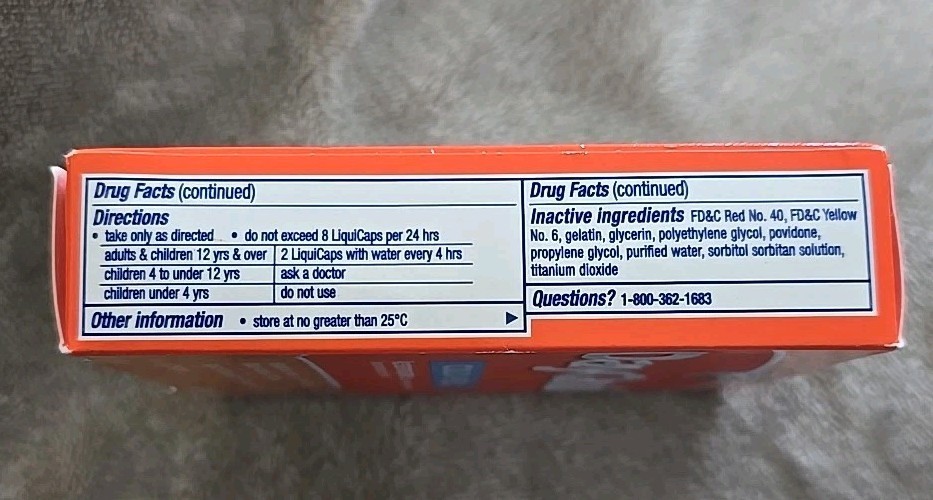 Drug Facts (continued)
Directions
• take only as directed • do not exceed 8 LiquiCaps per 24 hrs
adults & children 12 yrs & over 2 LiquiCaps with water every 4 hrs
children 4 to under 12 yrs ask a doctor
children under 4 yrs do not use
Other information • store at no greater than 25°C
Drug Facts (continued)
Inactive ingredients FD&C Red No. 40, FD&C Yellow
No. 6, gelatin, glycerin, polyethylene glycol, povidone,
propylene glycol, purified water, sorbitol sorbitan solution,
titanium dioxide
Questions? 1-800-362-1683